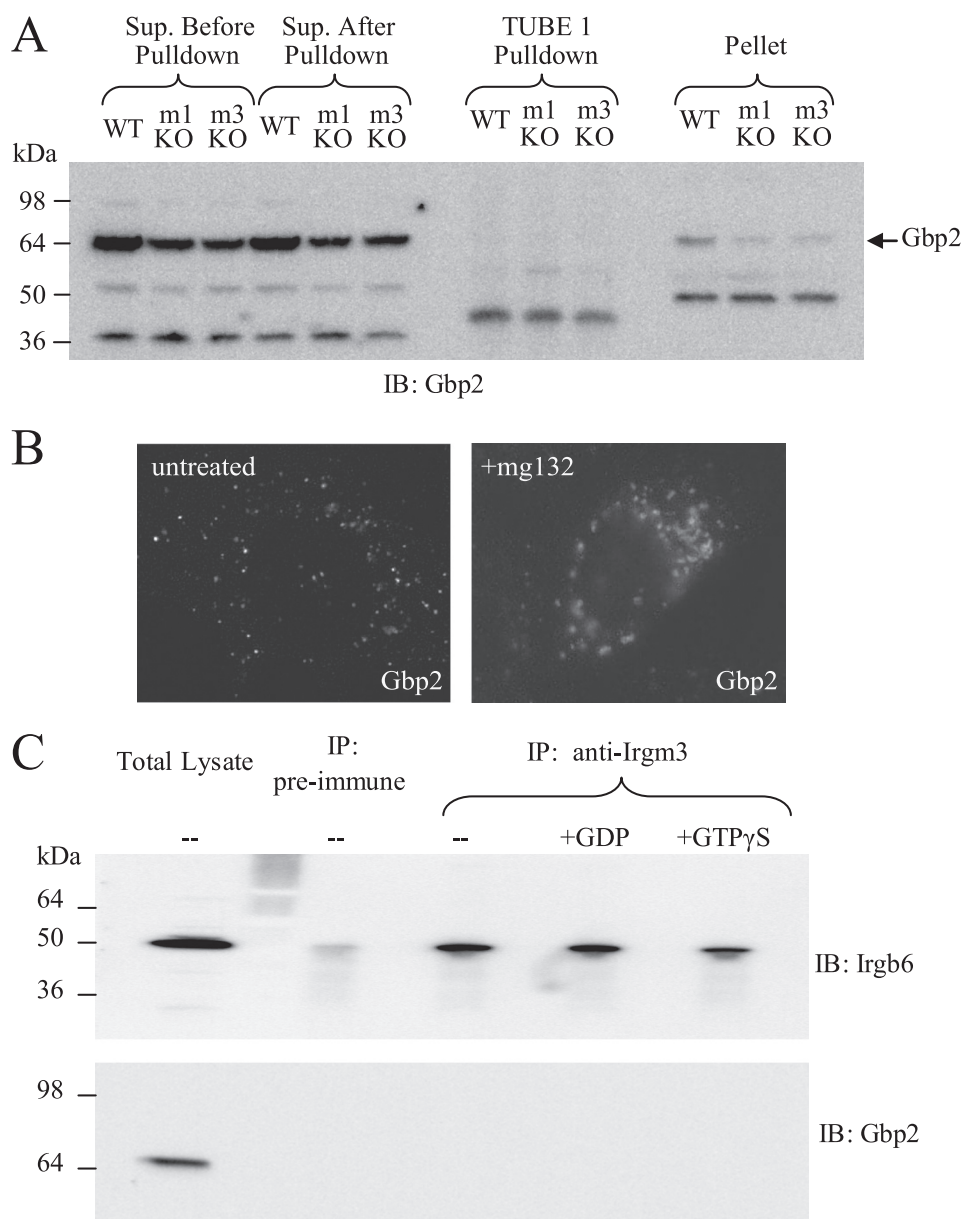 A
Sup. Before Pulldown
Sup. After Pulldown
TUBE 1 Pulldown
Pellet
WT m1 KO m3 KO WT m1 KO m3 KO WT m1 KO m3 KO WT m1 KO m3 KO
kDa
98
64
50
36
Gbp2
IB: Gbp2
B
untreated
Gbp2
+mg132
Gbp2
C
Total Lysate
IP: pre-immune
IP: anti-Irgm3
-- -- -- +GDP +GTPγS
kDa
64
50
36
IB: Irgb6
98
64
IB: Gbp2